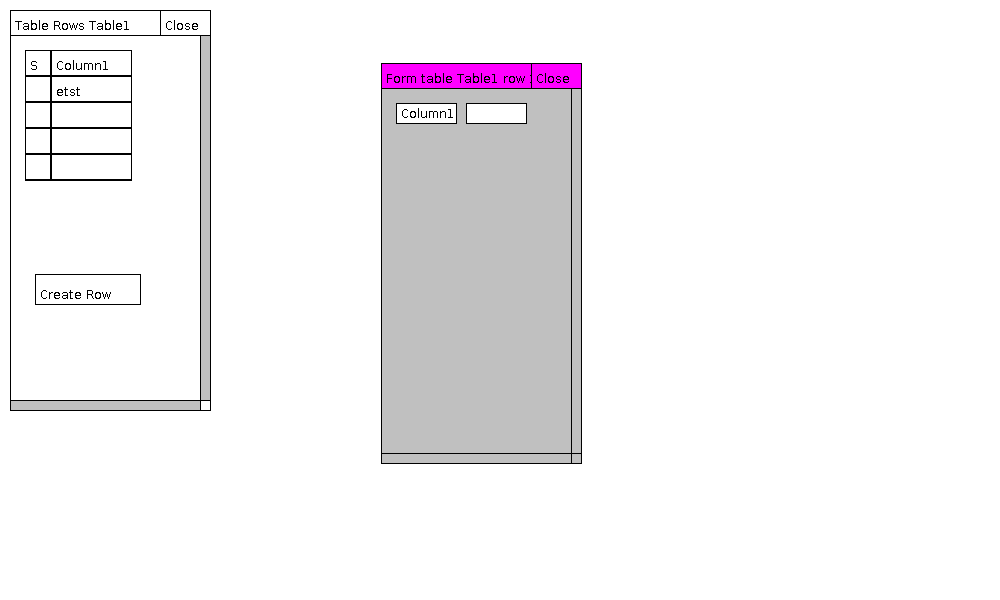 Table Rows Table1 Close
S Column1
etst
Create Row
Form table Table1 row Close
Column1